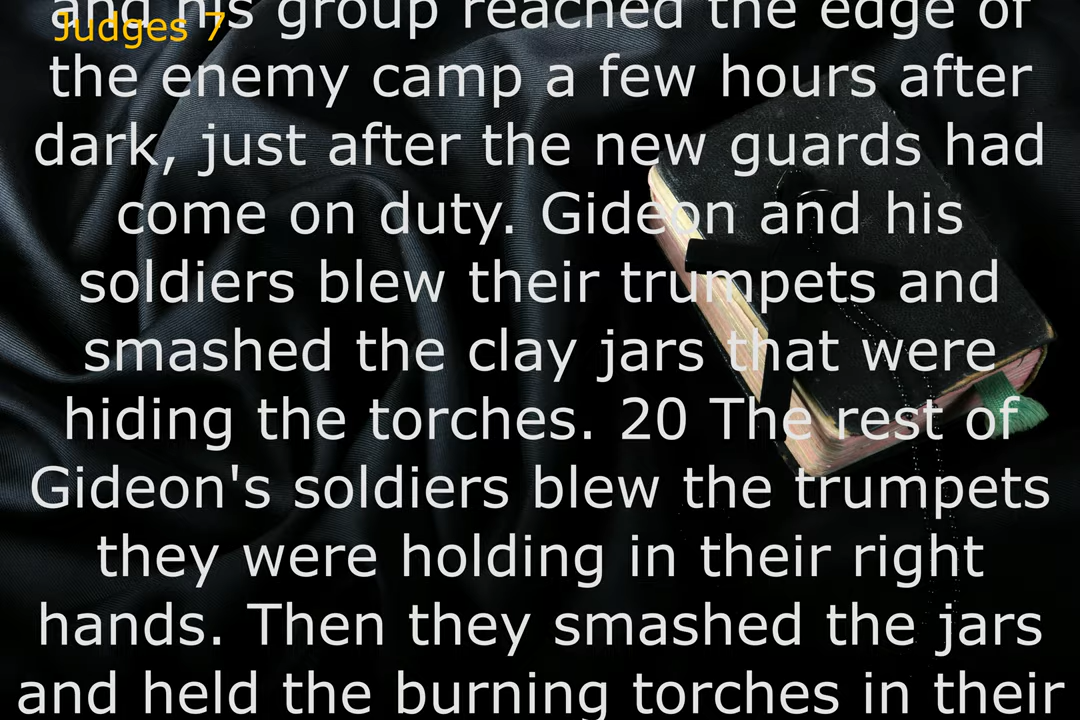 and his group reached the edge of
Judges 7
the enemy camp a few hours after
dark, just after the new guards had
come on duty. Gideon and his
soldiers blew their trumpets and
smashed the clay jars that were
hiding the torches. 20 The rest of
Gideon's soldiers blew the trumpets
they were holding in their right
hands. Then they smashed the jars
and held the burning torches in their